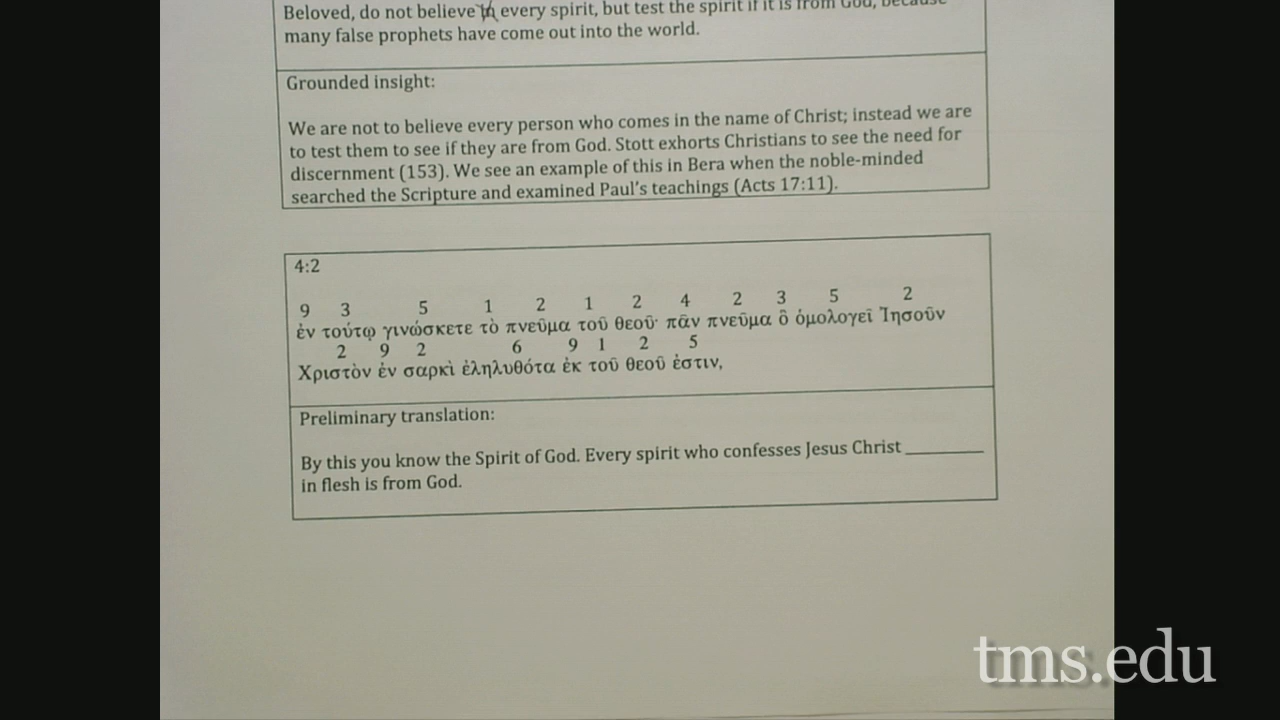 Beloved, do not believe in every spirit, but test the spirit if it is from God, because
many false prophets have come out into the world.
Grounded insight:
We are not to believe every person who comes in the name of Christ; instead we are
to test them to see if they are from God. Stott exhorts Christians to see the need for
discernment (153). We see an example of this in Bera when the noble-minded
searched the Scripture and examined Paul's teachings (Acts 17:11).
4:2
9 3 5 1 2 1 2 4 2 3 5 2
ἐν τούτῳ γινώσκετε τὸ πνεῦμα τοῦ θεοῦ· πᾶν πνεῦμα ὃ ὁμολογεῖ Ἰησοῦν
2 9 2 6 9 1 2 5
Χριστὸν ἐν σαρκὶ ἐληλυθότα ἐκ τοῦ θεοῦ ἐστιν,
Preliminary translation:
By this you know the Spirit of God. Every spirit who confesses Jesus Christ ________
in flesh is from God.
tms.edu